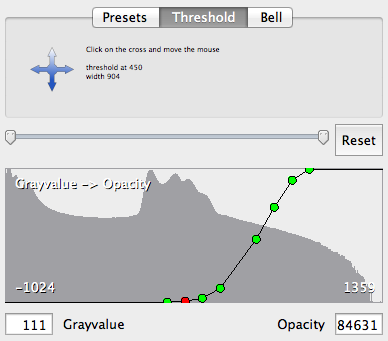 Presets Threshold Bell
Click on the cross and move the mouse
threshold at 450
width 904
Reset
Grayvalue -> Opacity
-1024 1359
111 Grayvalue Opacity 84631